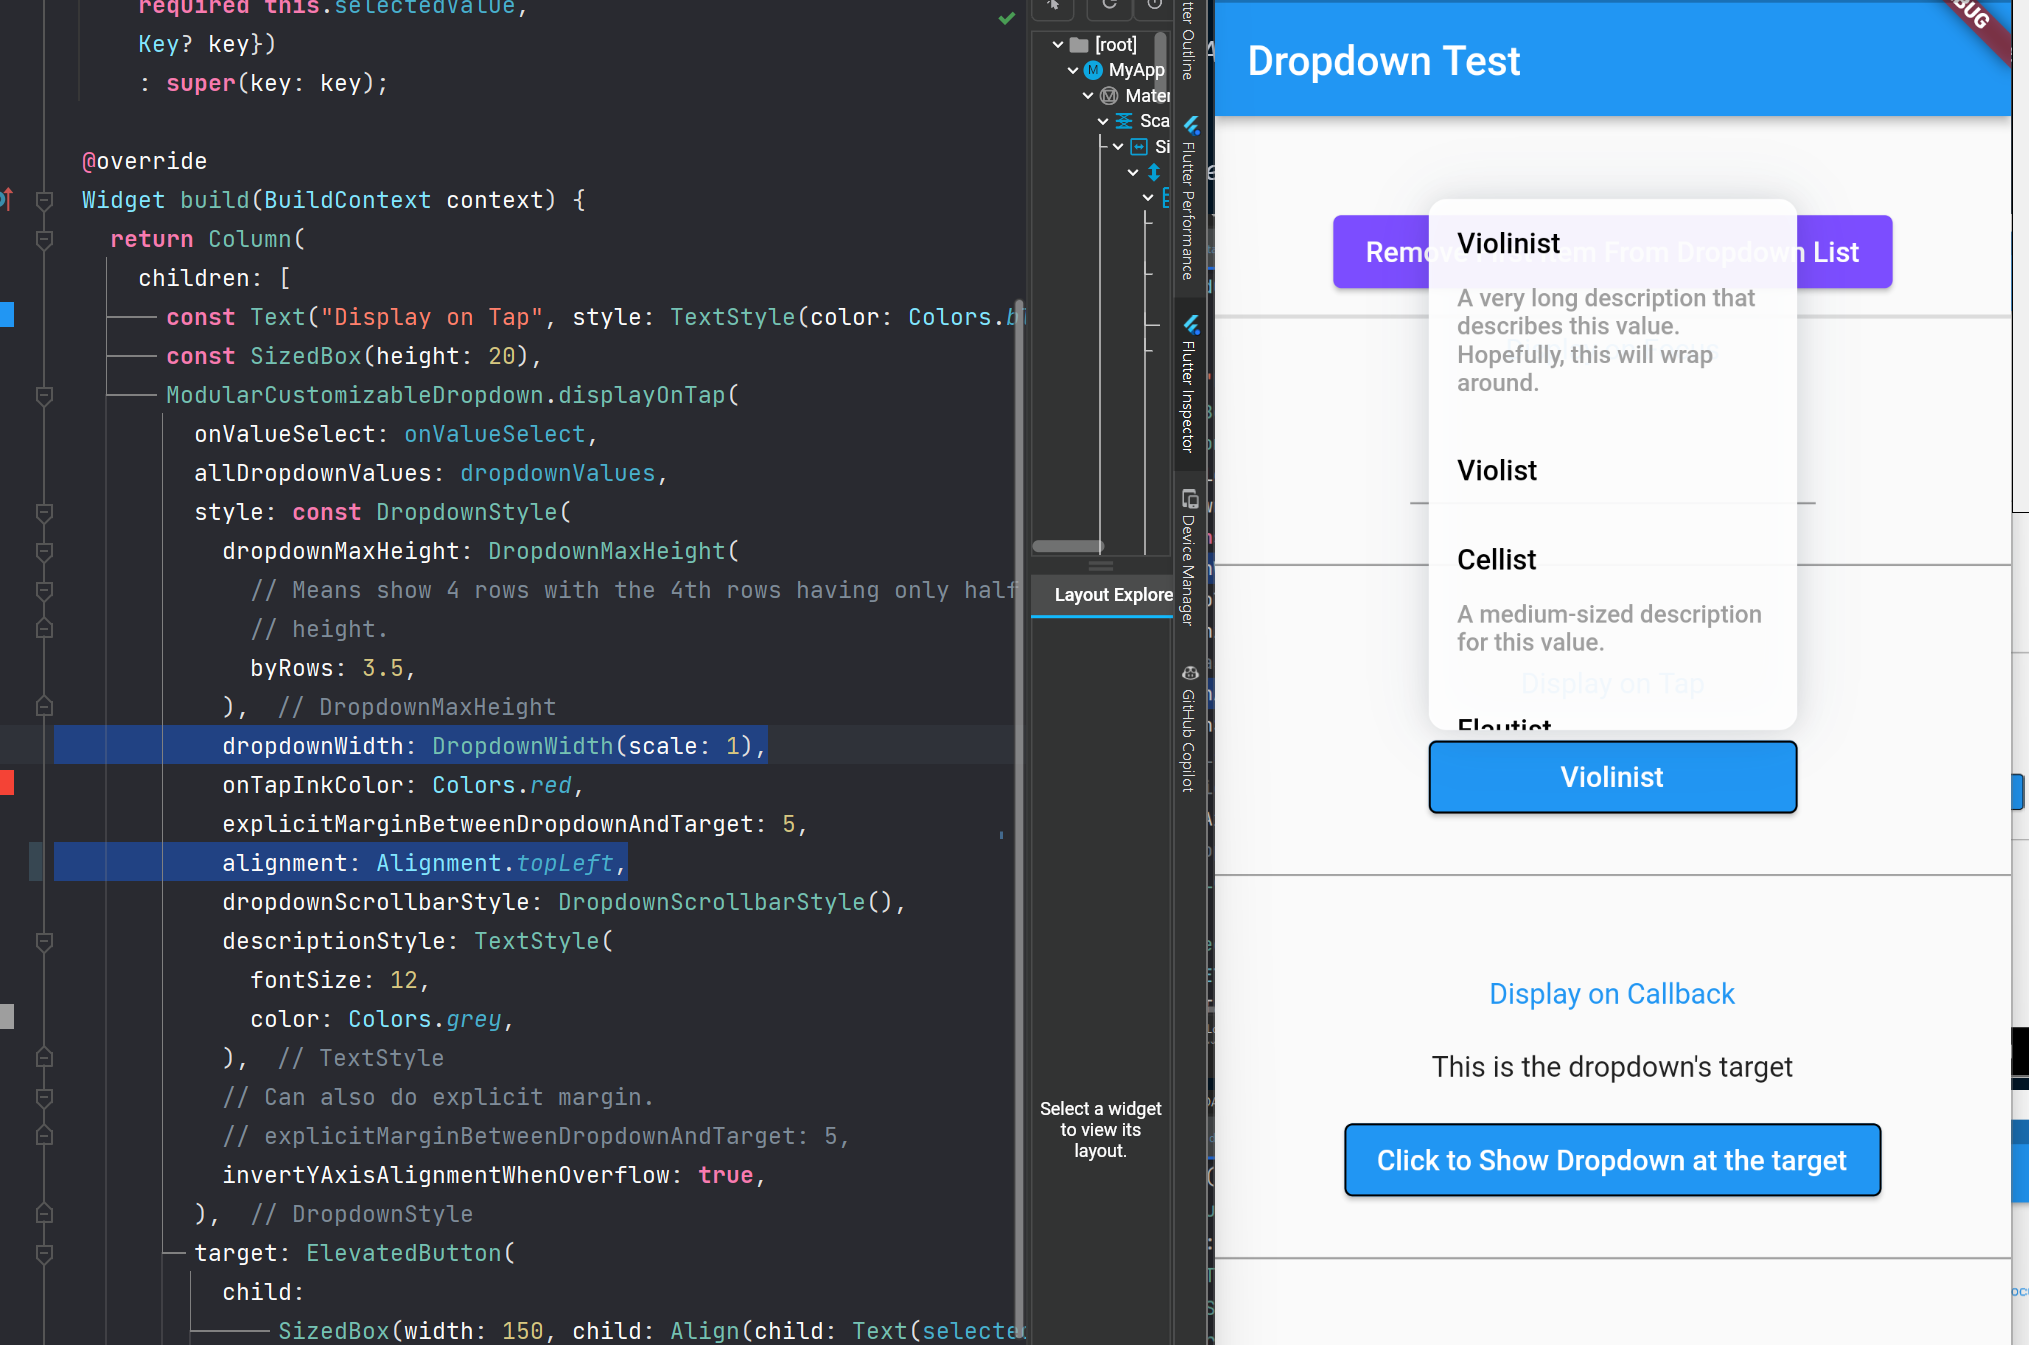 required this.selectedValue,
Key? key})
: super(key: key);
@override
Widget build(BuildContext context) {
return Column(
children: [
const Text("Display on Tap", style: TextStyle(color: Colors.
const SizedBox(height: 20),
ModularCustomizableDropdown.displayOnTap(
onValueSelect: onValueSelect,
allDropdownValues: dropdownValues,
style: const DropdownStyle(
dropdownMaxHeight: DropdownMaxHeight(
// Means show 4 rows with the 4th rows having only half
// height.
byRows: 3.5,
), // DropdownMaxHeight
dropdownWidth: DropdownWidth(scale: 1),
onTapInkColor: Colors.red,
explicitMarginBetweenDropdownAndTarget: 5,
alignment: Alignment.topLeft,
dropdownScrollbarStyle: DropdownScrollbarStyle(),
descriptionStyle: TextStyle(
fontSize: 12,
color: Colors.grey,
), // TextStyle
// Can also do explicit margin.
// explicitMarginBetweenDropdownAndTarget: 5,
invertYAxisAlignmentWhenOverflow: true,
), // DropdownStyle
target: ElevatedButton(
child:
SizedBox(width: 150, child: Align(child: Text(selecte
[root]
MyApp
Mater
Sca
Si
Layout Explore
Select a widget
to view its
layout.
tter Outline
Flutter Performance
Flutter Inspector
Device Manager
GitHub Copilot
Dropdown Test
BUG
Remove First Item From Dropdown List
Violinist
A very long description that
describes this value.
Hopefully, this will wrap
around.
Violist
Cellist
A medium-sized description
for this value.
Display on Tap
Flautist
Violinist
Display on Callback
This is the dropdown's target
Click to Show Dropdown at the target